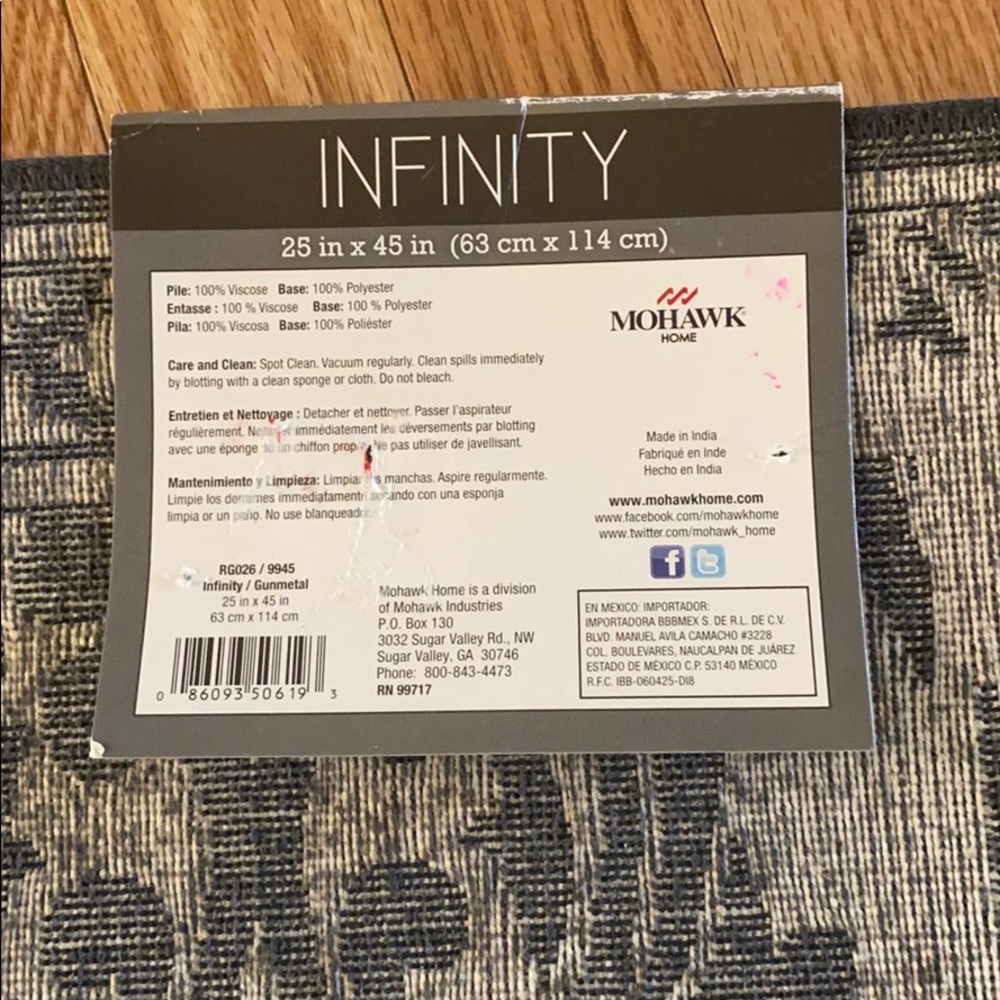 INFINITY
25 in x 45 in (63 cm x 114 cm)
Pile: 100% Viscose Base: 100% Polyester
Entasse : 100 % Viscose Base: 100 % Polyester
Pila: 100% Viscosa Base: 100% Poliéster
MOHAWK
HOME
Care and Clean: Spot Clean. Vacuum regularly. Clean spills immediately
by blotting with a clean sponge or cloth. Do not bleach.
Entretien et Nettoyage : Detacher et nettoyer. Passer l'aspirateur
régulièrement. immédiatement les déversements par blotting
avec une éponge un chiffon Ne pas utiliser de javellisant.
Mantenimiento y Limpieza: Limpiar manchas. Aspire regularmente.
Limpie los derrames immediatamente secando con una esponja
limpia or un paño. No use blanqueador.
Made in India
Fabriqué en Inde
Hecho en India
www.mohawkhome.com
www.facebook.com/mohawkhome
www.twitter.com/mohawk_home
f t
RG026 / 9945
Infinity / Gunmetal
25 in x 45 in
63 cm x 114 cm
0 86093 50619 3
Mohawk Home is a division
of Mohawk Industries
P.O. Box 130
3032 Sugar Valley Rd., NW
Sugar Valley, GA 30746
Phone: 800-843-4473
RN 99717
EN MEXICO: IMPORTADOR:
IMPORTADORA BBBMEX S. DE R.L. DE C.V.
BLVD. MANUEL AVILA CAMACHO #3228
COL. BOULEVARES, NAUCALPAN DE JUÁREZ
ESTADO DE MÉXICO C.P. 53140 MÉXICO
R.F.C. IBB-060425-DI8